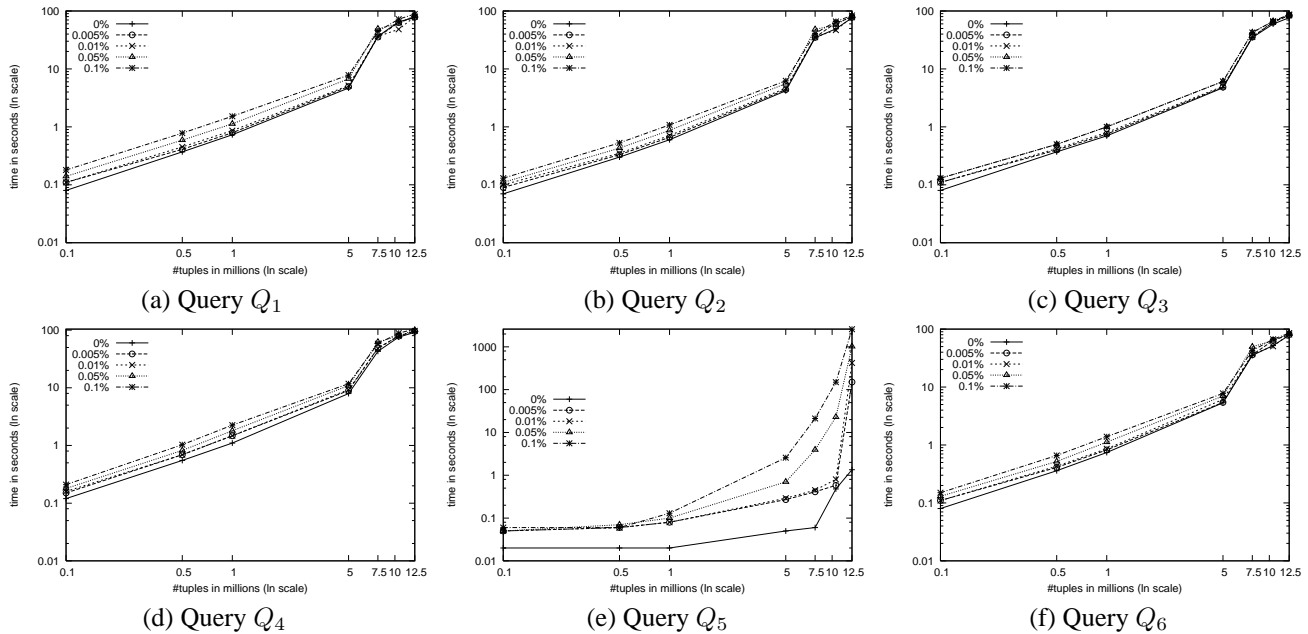 100
10
1
0.1
0.01
time in seconds (ln scale)
0%
0.005%
0.01%
0.05%
0.1%
0.1 0.5 1 5 7.5 10 12.5
#tuples in millions (ln scale)
(a) Query Q1
100
10
1
0.1
0.01
time in seconds (ln scale)
0%
0.005%
0.01%
0.05%
0.1%
0.1 0.5 1 5 7.5 10 12.5
#tuples in millions (ln scale)
(b) Query Q2
100
10
1
0.1
0.01
time in seconds (ln scale)
0%
0.005%
0.01%
0.05%
0.1%
0.1 0.5 1 5 7.5 10 12.5
#tuples in millions (ln scale)
(c) Query Q3
100
10
1
0.1
0.01
time in seconds (ln scale)
0%
0.005%
0.01%
0.05%
0.1%
0.1 0.5 1 5 7.5 10 12.5
#tuples in millions (ln scale)
(d) Query Q4
1000
100
10
1
0.1
0.01
time in seconds (ln scale)
0%
0.005%
0.01%
0.05%
0.1%
0.1 0.5 1 5 7.5 10 12.5
#tuples in millions (ln scale)
(e) Query Q5
100
10
1
0.1
0.01
time in seconds (ln scale)
0%
0.005%
0.01%
0.05%
0.1%
0.1 0.5 1 5 7.5 10 12.5
#tuples in millions (ln scale)
(f) Query Q6